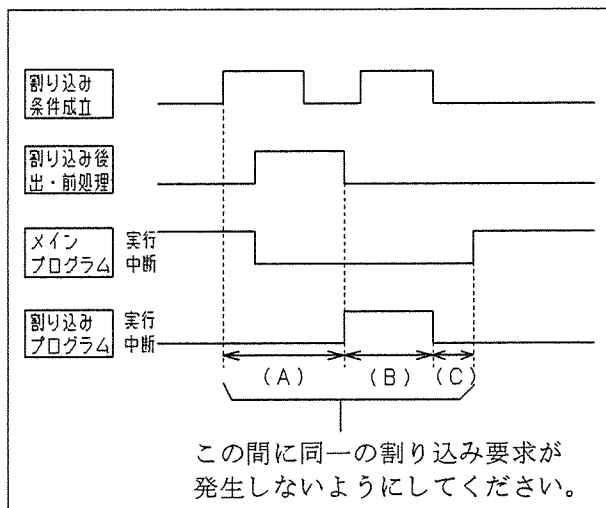 割り込み
条件成立
割り込み後
出・前処理
メイン
プログラム
実行
中断
割り込み
プログラム
実行
中断
(A)
(B)
(C)
この間に同一の割り込み要求が
発生しないようにしてください。